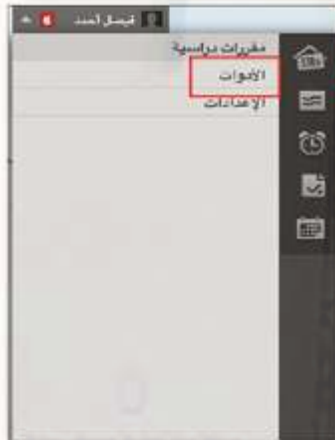 فيصل أحمد
مقررات دراسية
الأدوات
الإعدادات